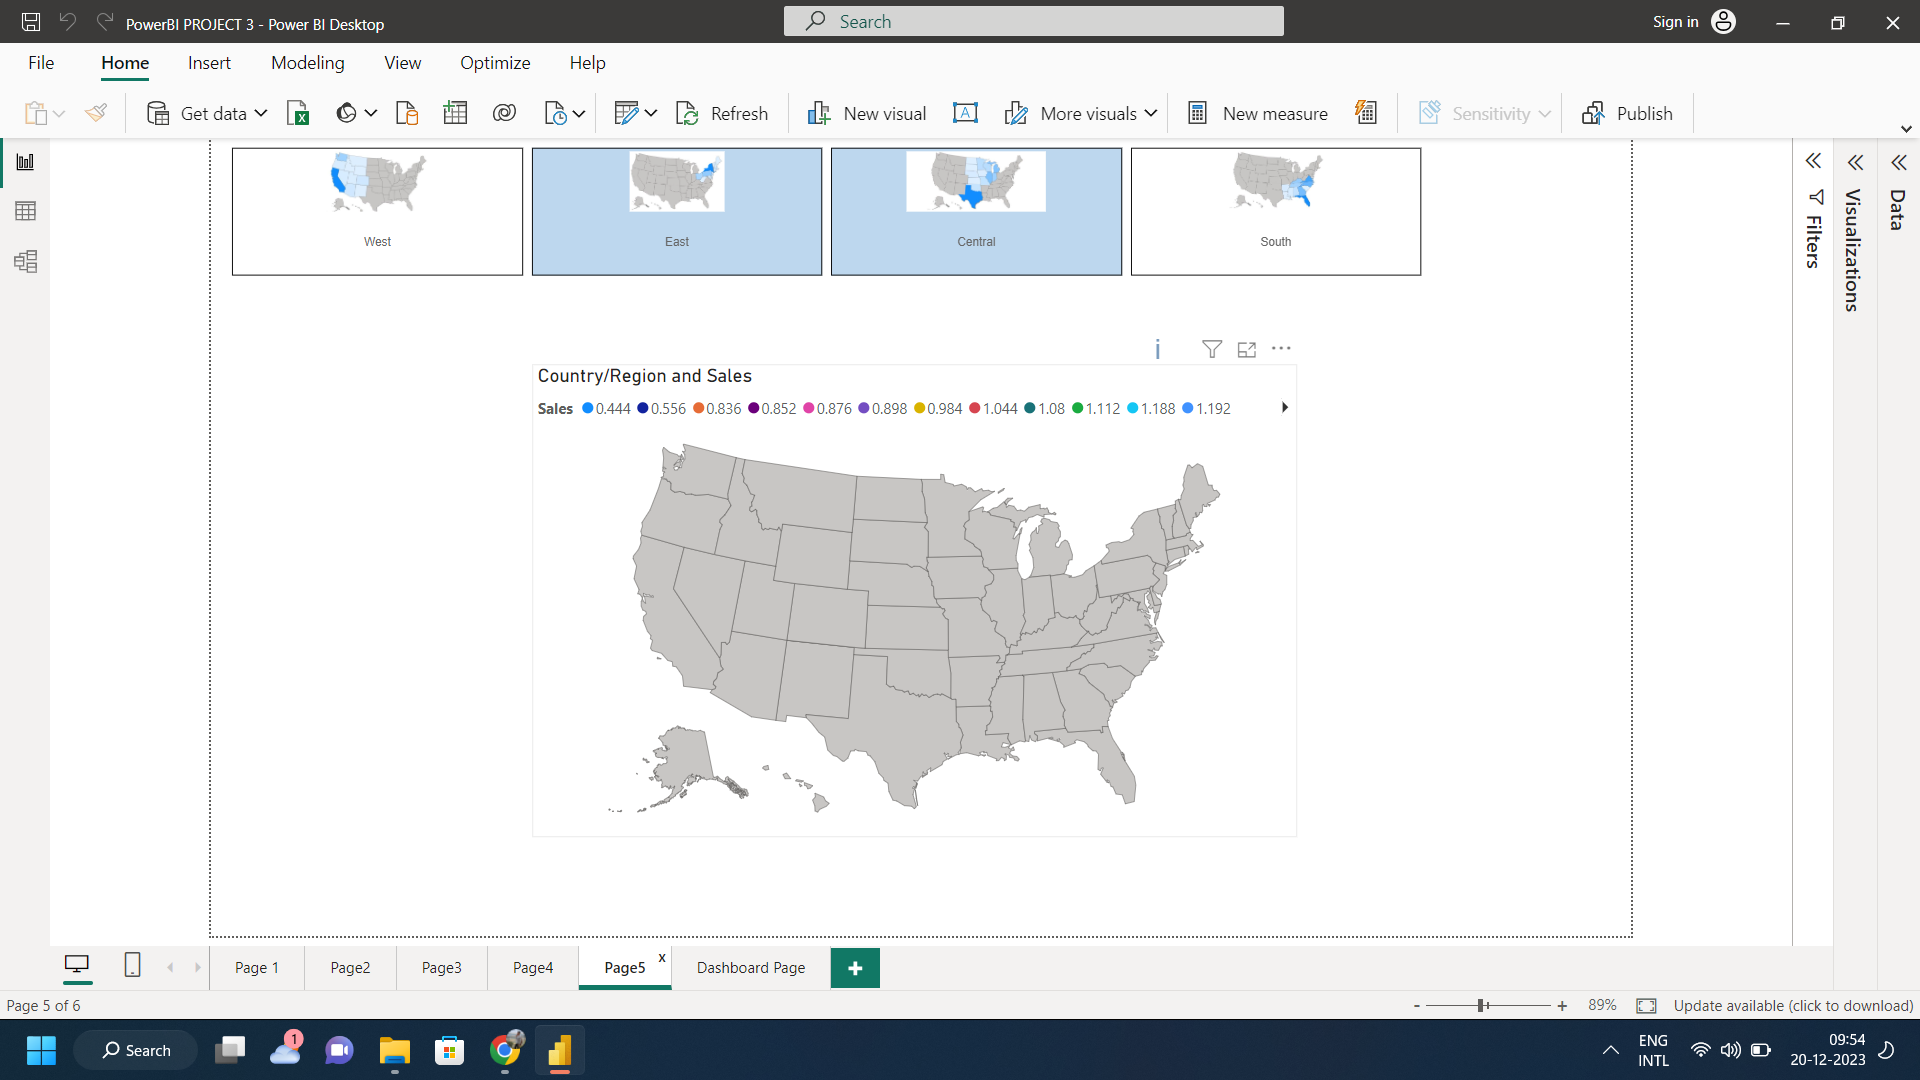 PowerBI PROJECT 3 - Power BI Desktop
Search
Sign in
File Home Insert Modeling View Optimize Help
Get data
Refresh
New visual
A
More visuals
New measure
Sensitivity
Publish
West
East
Central
South
Filters
Visualizations
Data
Country/Region and Sales
Sales 0.444 0.556 0.836 0.852 0.876 0.898 0.984 1.044 1.08 1.112 1.188 1.192
Page 1 Page2 Page3 Page4 Page5 x Dashboard Page +
Page 5 of 6
- + 89% Update available (click to download)
Search
1
ENG
INTL
09:54
20-12-2023